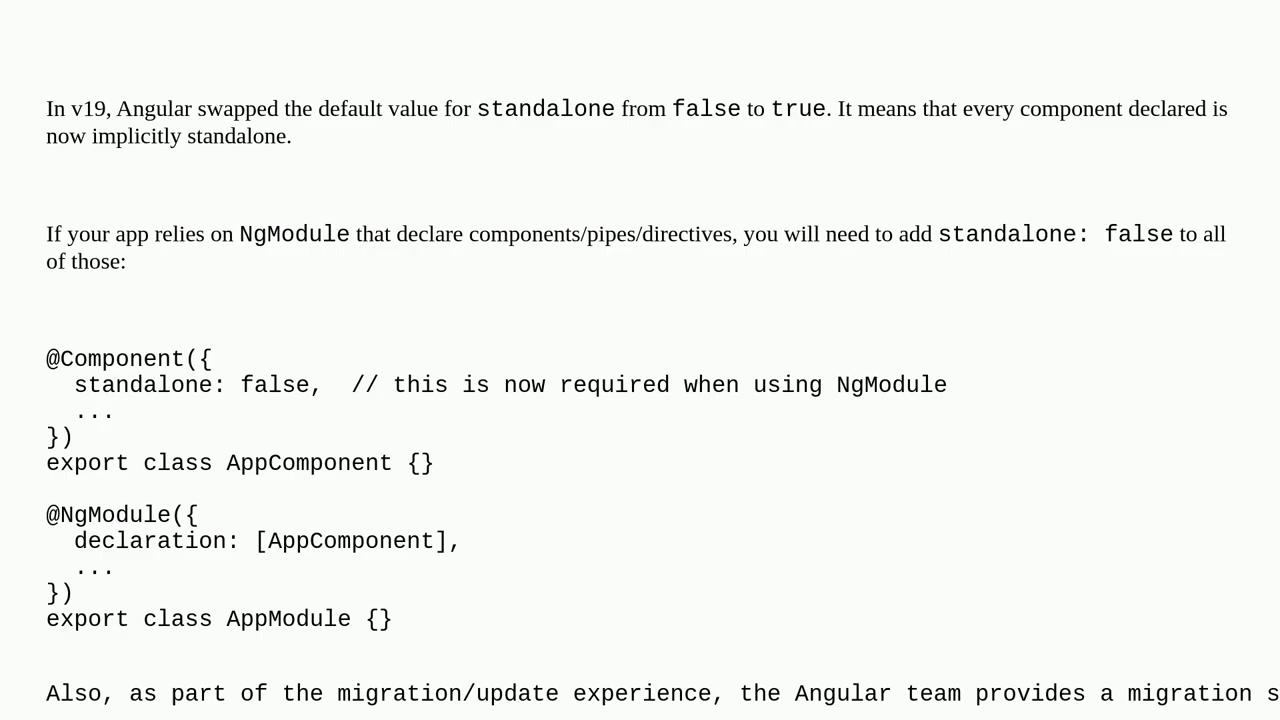 In v19, Angular swapped the default value for standalone from false to true. It means that every component declared is
now implicitly standalone.
If your app relies on NgModule that declare components/pipes/directives, you will need to add standalone: false to all
of those:
@Component({
  standalone: false,  // this is now required when using NgModule
  ...
})
export class AppComponent {}
@NgModule({
  declaration: [AppComponent],
  ...
})
export class AppModule {}
Also, as part of the migration/update experience, the Angular team provides a migration